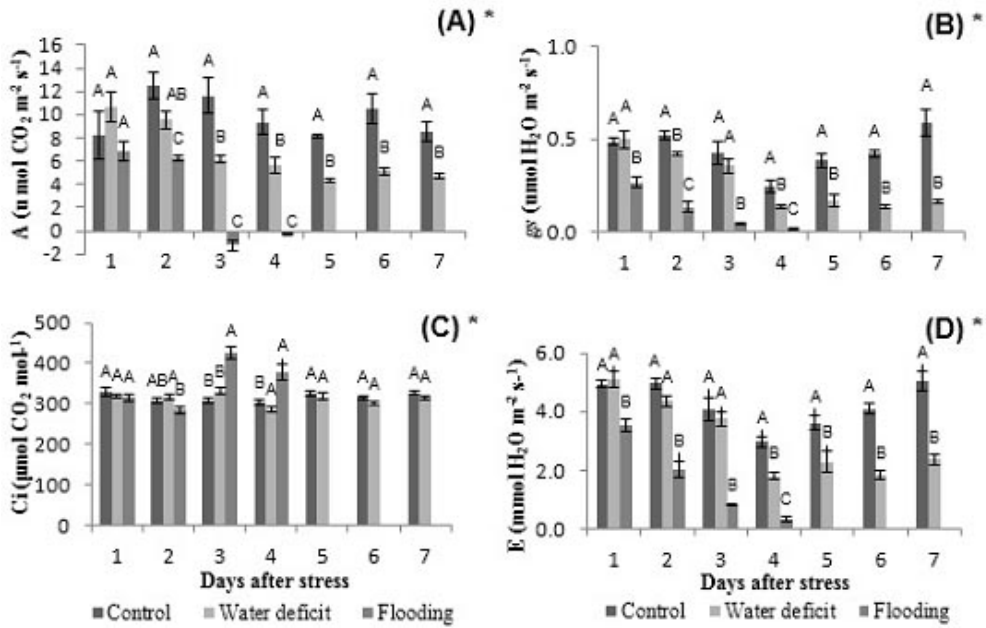 (A) *
A (u mol CO₂ m⁻² s⁻¹)
16
14
12
10
8
6
4
2
0
-2
A A A
A AB C
A B C
A B C
A B
A B
A B
1 2 3 4 5 6 7
(B) *
gs (umol H₂O m⁻² s⁻¹)
1.0
0.5
0.0
A A B
A B C
A A B
A B C
A B
A B
A B
1 2 3 4 5 6 7
(C) *
Ci (µmol CO₂ mol⁻¹)
500
400
300
200
100
0
A A A
AB A B
B B A
B A A
A A
A A
A A
1 2 3 4 5 6 7
Days after stress
Control Water deficit Flooding
(D) *
E (mmol H₂O m⁻² s⁻¹)
6.0
4.0
2.0
0.0
A A B
A A B
A A B
A B C
A B
A B
A B
1 2 3 4 5 6 7
Days after stress
Control Water deficit Flooding